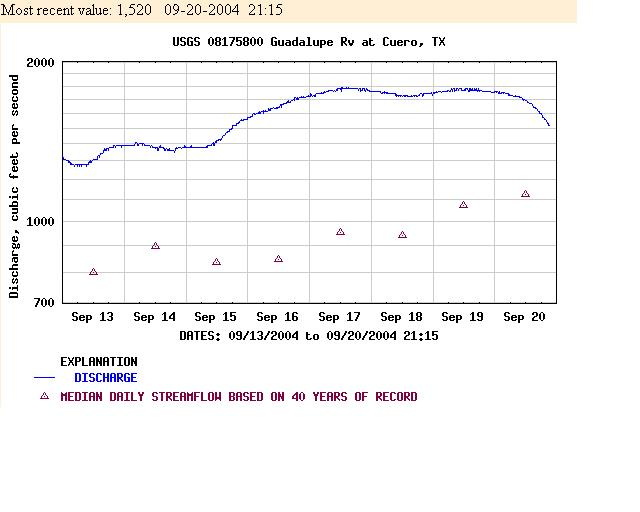 Most recent value: 1,520 09-20-2004 21:15
USGS 08175800 Guadalupe Rv at Cuero, TX
Discharge, cubic feet per second
2000
1000
700
Sep 13 Sep 14 Sep 15 Sep 16 Sep 17 Sep 18 Sep 19 Sep 20
DATES: 09/13/2004 to 09/20/2004 21:15
EXPLANATION
DISCHARGE
MEDIAN DAILY STREAMFLOW BASED ON 40 YEARS OF RECORD